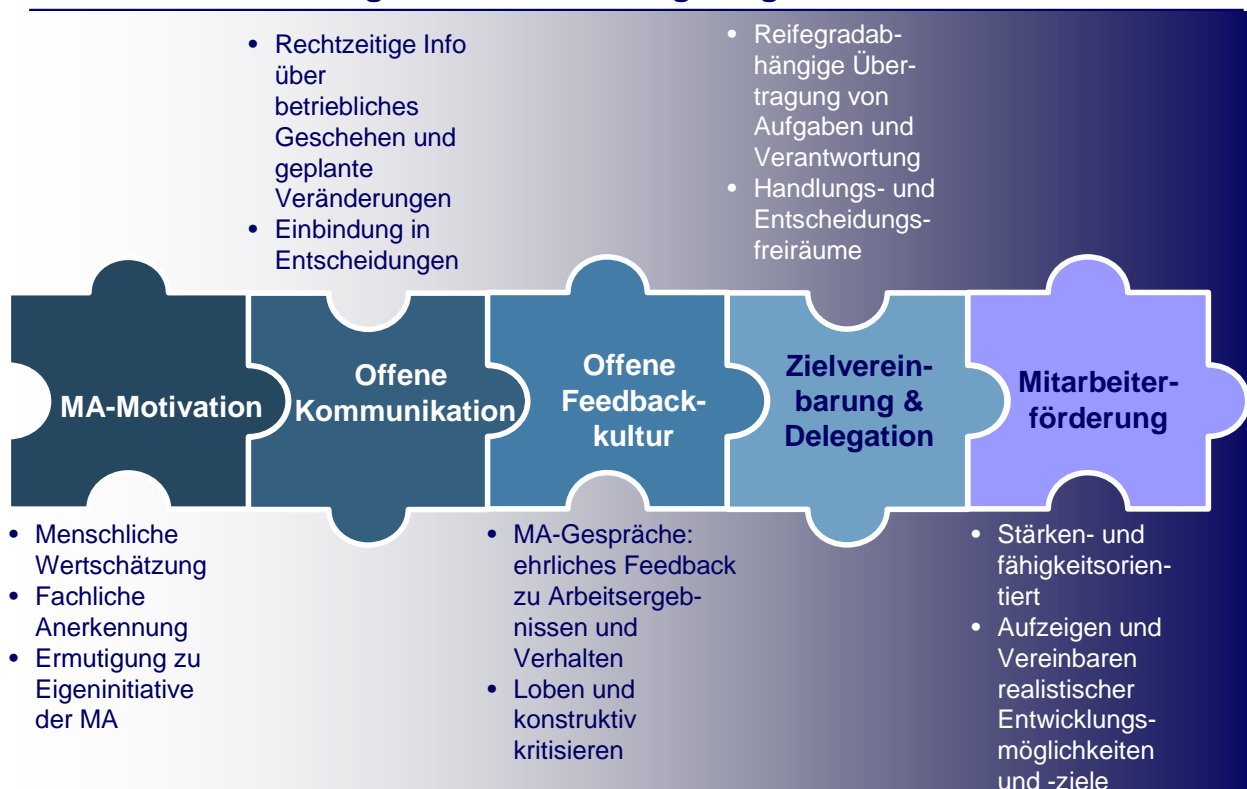 • Rechtzeitige Info
über
betriebliches
Geschehen und
geplante
Veränderungen
• Einbindung in
Entscheidungen
• Reifegradab-
hängige Über-
tragung von
Aufgaben und
Verantwortung
• Handlungs- und
Entscheidungs-
freiräume
MA-Motivation
Offene
Kommunikation
Offene
Feedback-
kultur
Zielverein-
barung &
Delegation
Mitarbeiter-
förderung
• Menschliche
Wertschätzung
• Fachliche
Anerkennung
• Ermutigung zu
Eigeninitiative
der MA
• MA-Gespräche:
ehrliches Feedback
zu Arbeitsergeb-
nissen und
Verhalten
• Loben und
konstruktiv
kritisieren
• Stärken- und
fähigkeitsorien-
tiert
• Aufzeigen und
Vereinbaren
realistischer
Entwicklungs-
möglichkeiten
und -ziele